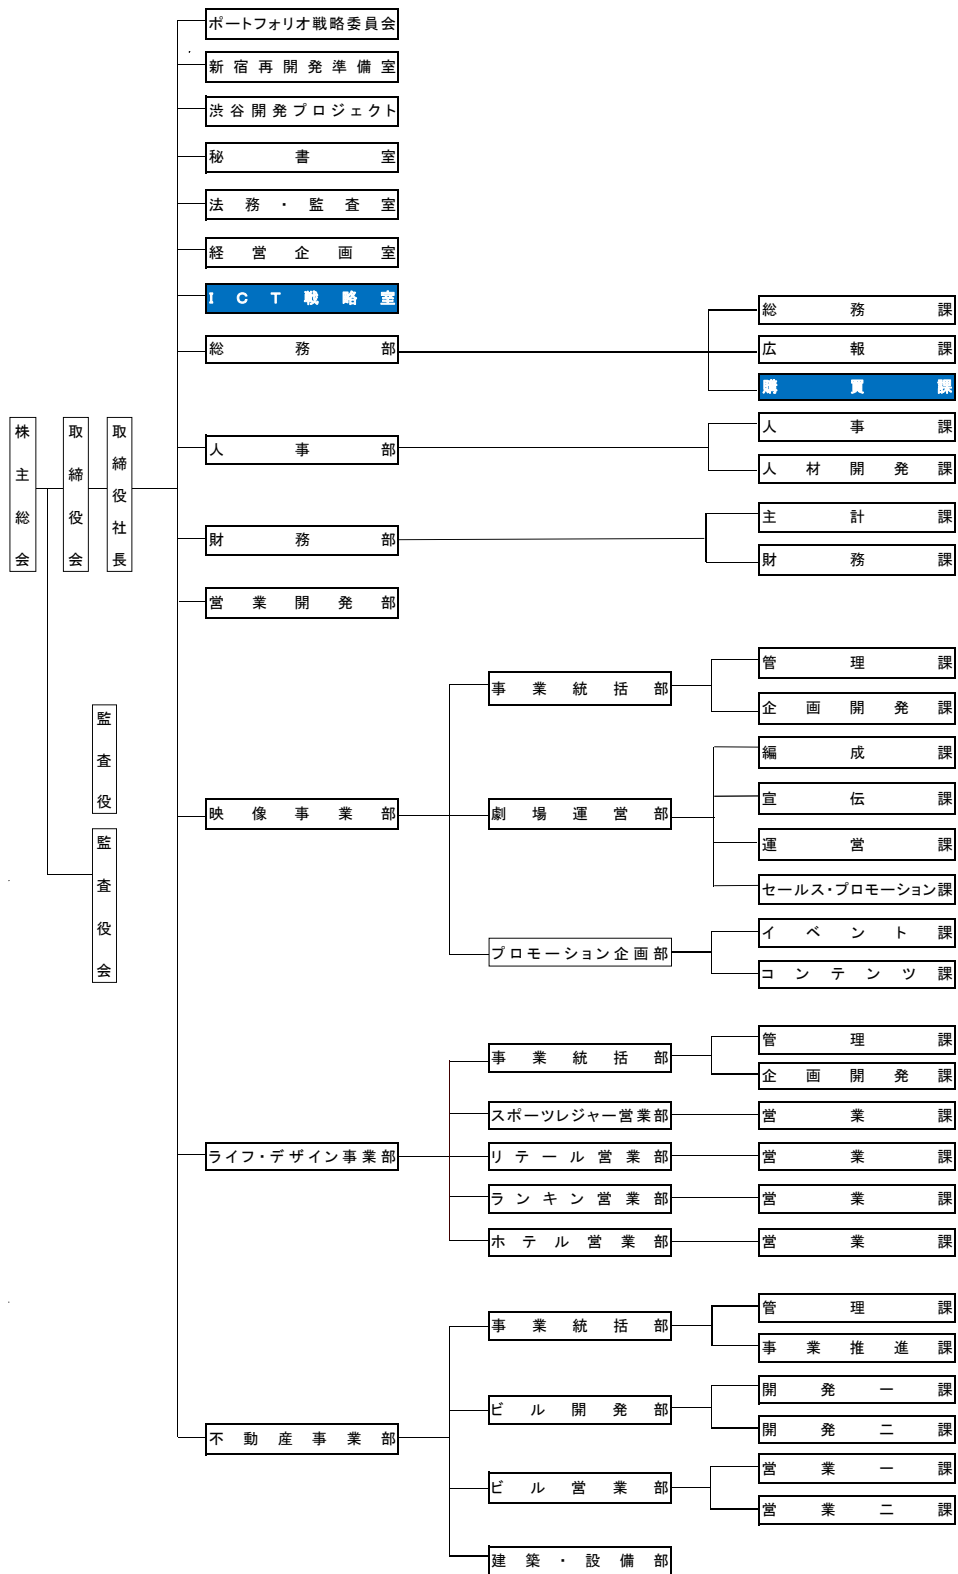 ポートフォリオ戦略委員会
新宿再開発準備室
渋谷開発プロジェクト
秘書室
法務・監査室
経営企画室
ICT戦略室
総務部
総務課
広報課
購買課
株主総会
取締役会
取締役社長
人事部
人事課
人材開発課
財務部
主計課
財務課
営業開発部
監査役
監査役会
映像事業部
事業統括部
管理課
企画開発課
劇場運営部
編成課
宣伝課
運営課
セールス・プロモーション課
プロモーション企画部
イベント課
コンテンツ課
ライフ・デザイン事業部
事業統括部
管理課
企画開発課
スポーツレジャー営業部
営業課
リテール営業部
営業課
ランキン営業部
営業課
ホテル営業部
営業課
不動産事業部
事業統括部
管理課
事業推進課
ビル開発部
開発一課
開発二課
ビル営業部
営業一課
営業二課
建築・設備部